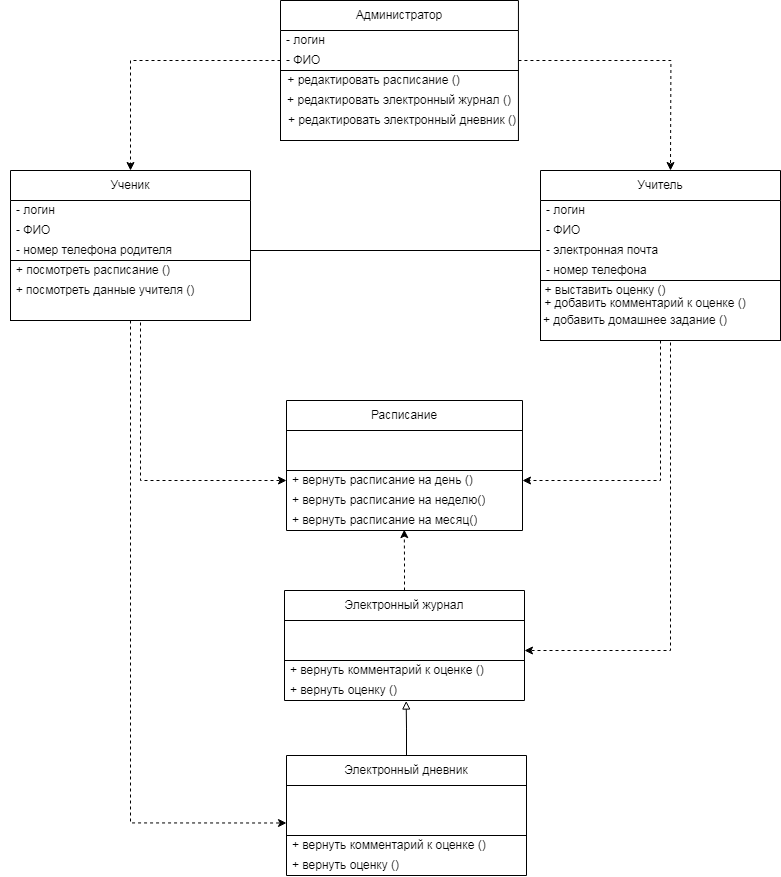 Администратор
- логин
- ФИО
+ редактировать расписание ()
+ редактировать электронный журнал ()
+ редактировать электронный дневник ()
Ученик
- логин
- ФИО
- номер телефона родителя
+ посмотреть расписание ()
+ посмотреть данные учителя ()
Учитель
- логин
- ФИО
- электронная почта
- номер телефона
+ выставить оценку ()
+ добавить комментарий к оценке ()
+ добавить домашнее задание ()
Расписание
+ вернуть расписание на день ()
+ вернуть расписание на неделю()
+ вернуть расписание на месяц()
Электронный журнал
+ вернуть комментарий к оценке ()
+ вернуть оценку ()
Электронный дневник
+ вернуть комментарий к оценке ()
+ вернуть оценку ()